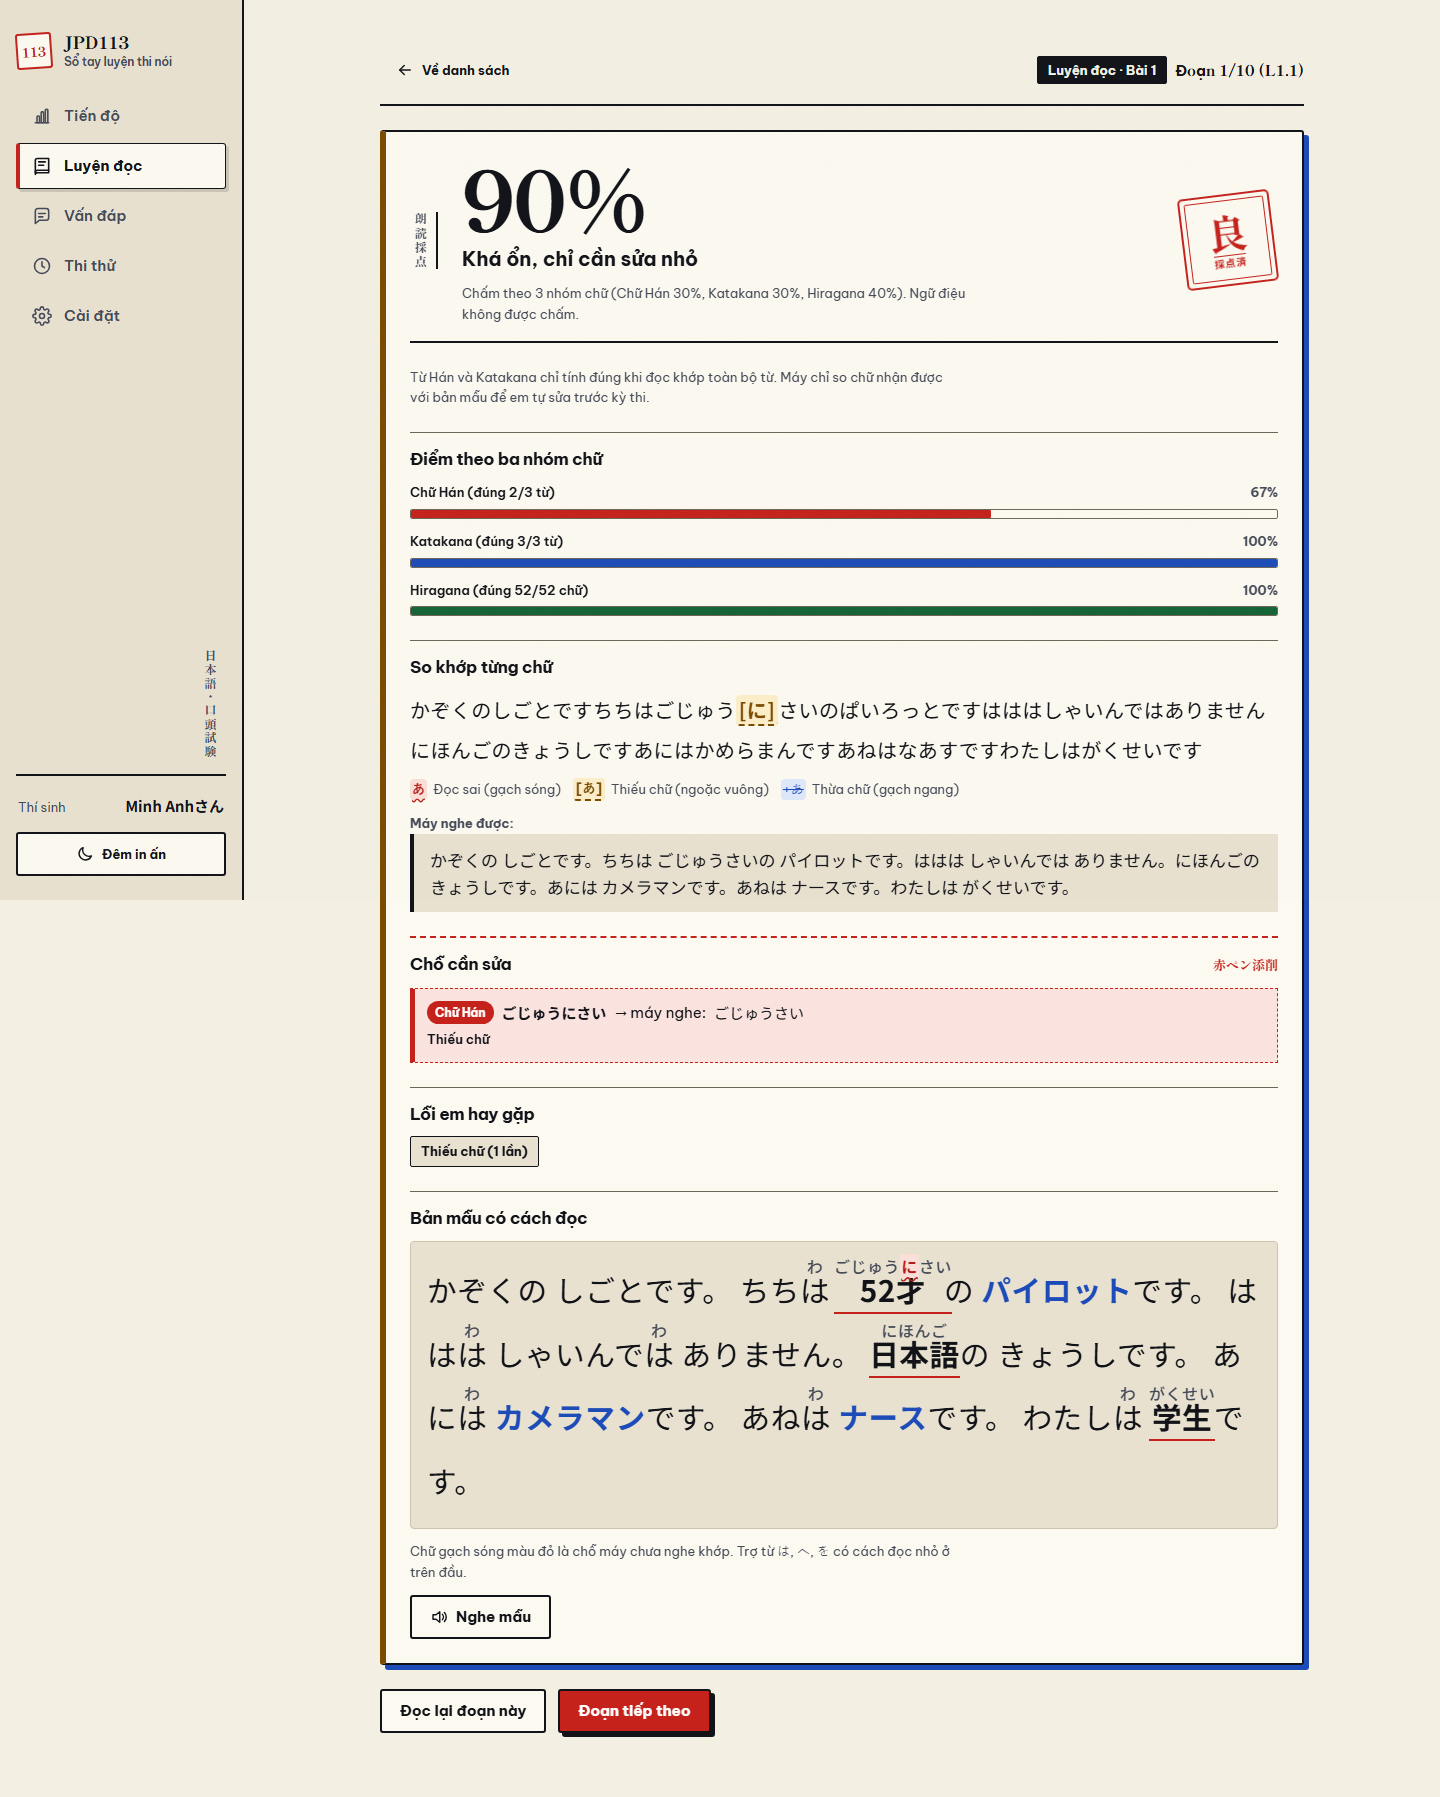 113
JPD113
Sổ tay luyện thi nói
Tiến độ
Luyện đọc
Vấn đáp
Thi thử
Cài đặt
日本語・口頭試験
Thí sinh
Minh Anhさん
Đêm in ấn
Về danh sách
Luyện đọc · Bài 1
Đoạn 1/10 (L1.1)
朗読採点
90%
Khá ổn, chỉ cần sửa nhỏ
Chấm theo 3 nhóm chữ (Chữ Hán 30%, Katakana 30%, Hiragana 40%). Ngữ điệu
không được chấm.
良
採点済
Từ Hán và Katakana chỉ tính đúng khi đọc khớp toàn bộ từ. Máy chỉ so chữ nhận được
với bản mẫu để em tự sửa trước kỳ thi.
Điểm theo ba nhóm chữ
Chữ Hán (đúng 2/3 từ)
67%
Katakana (đúng 3/3 từ)
100%
Hiragana (đúng 52/52 chữ)
100%
So khớp từng chữ
かぞくのしごとですちちはごじゅう[に]さいのぱいろっとですはははしゃいんではありません
にほんごのきょうしですあにはかめらまんですあねはなあすですわたしはがくせいです
あ Đọc sai (gạch sóng) [あ] Thiếu chữ (ngoặc vuông) +あ Thừa chữ (gạch ngang)
Máy nghe được:
かぞくの しごとです。ちちは ごじゅうさいの パイロットです。ははは しゃいんでは ありません。にほんごの
きょうしです。あには カメラマンです。あねは ナースです。わたしは がくせいです。
Chỗ cần sửa
赤ペン添削
Chữ Hán ごじゅうにさい → máy nghe: ごじゅうさい
Thiếu chữ
Lỗi em hay gặp
Thiếu chữ (1 lần)
Bản mẫu có cách đọc
わ ごじゅうにさい
かぞくの しごとです。 ちちは 52才の パイロットです。 は
わ わ にほんご
はは しゃいんでは ありません。 日本語の きょうしです。 あ
わ わ わ がくせい
には カメラマンです。 あねは ナースです。 わたしは 学生で
す。
Chữ gạch sóng màu đỏ là chỗ máy chưa nghe khớp. Trợ từ は, へ, を có cách đọc nhỏ ở
trên đầu.
Nghe mẫu
Đọc lại đoạn này
Đoạn tiếp theo